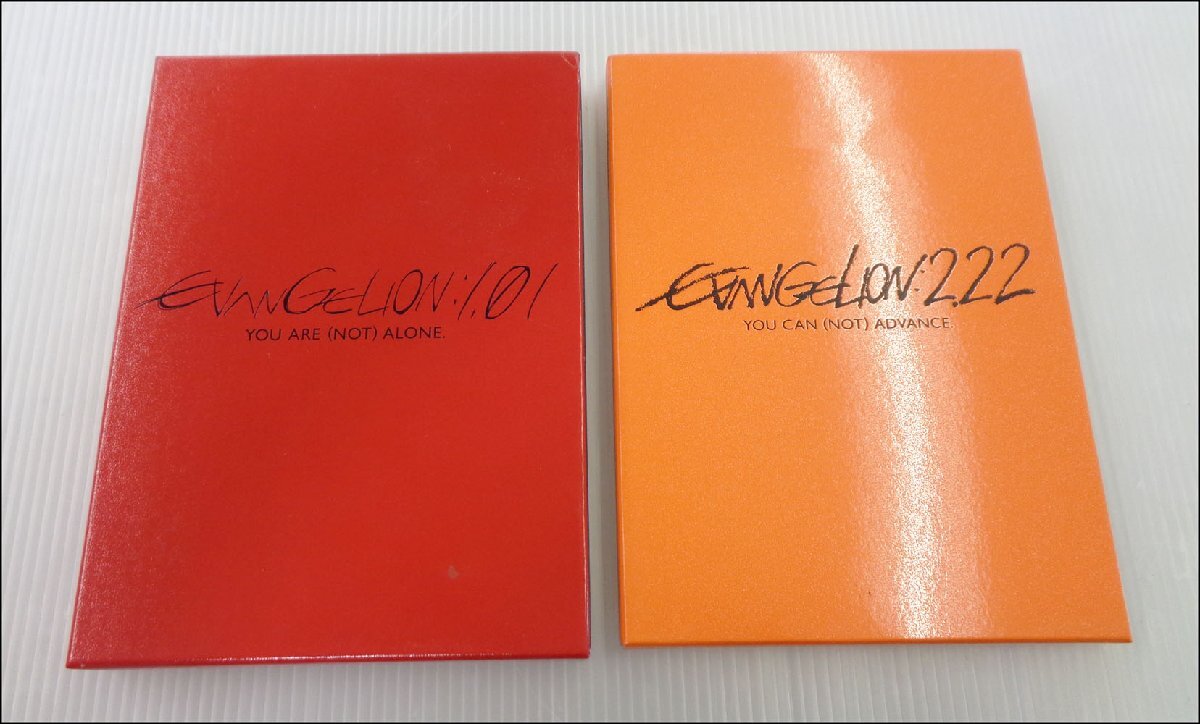 EVANGELION:1.01
YOU ARE (NOT) ALONE.
EVANGELION:2.22
YOU CAN (NOT) ADVANCE.